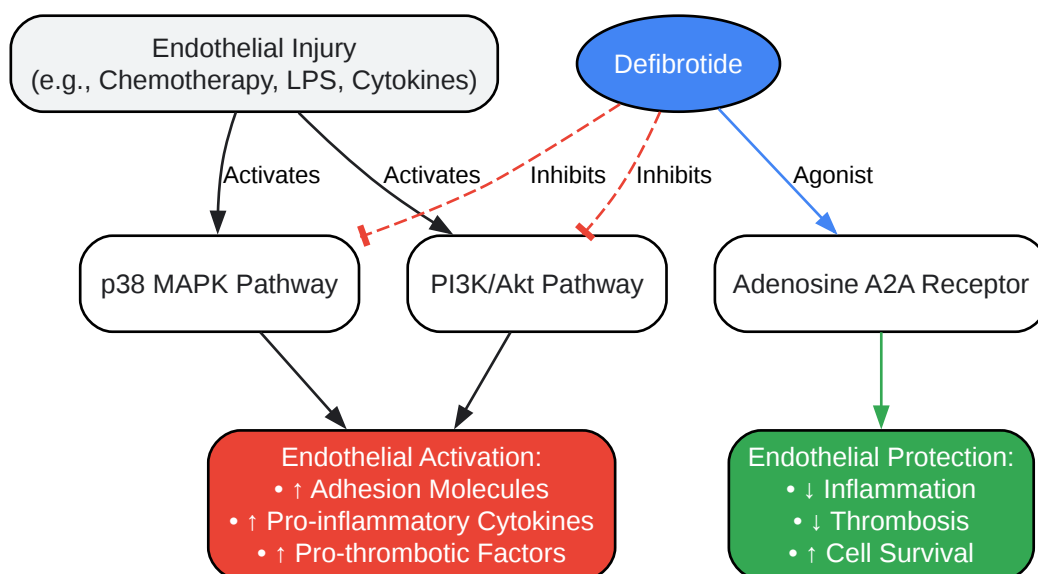 Endothelial Injury
(e.g., Chemotherapy, LPS, Cytokines)
Defibrotide
Activates
Activates
Inhibits
Inhibits
Agonist
p38 MAPK Pathway
PI3K/Akt Pathway
Adenosine A2A Receptor
Endothelial Activation:
• ↑ Adhesion Molecules
• ↑ Pro-inflammatory Cytokines
• ↑ Pro-thrombotic Factors
Endothelial Protection:
• ↓ Inflammation
• ↓ Thrombosis
• ↑ Cell Survival